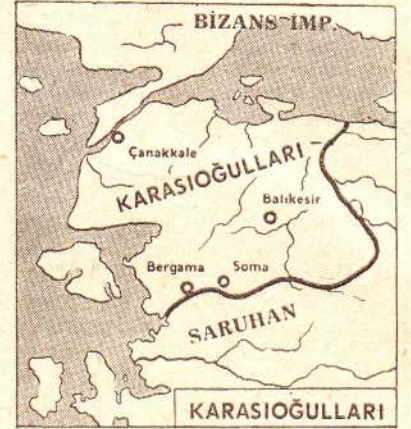 BİZANS İMP.
Çanakkale
KARASIOĞULLARI
Balıkesir
Bergama
Soma
SARUHAN
KARASIOĞULLARI